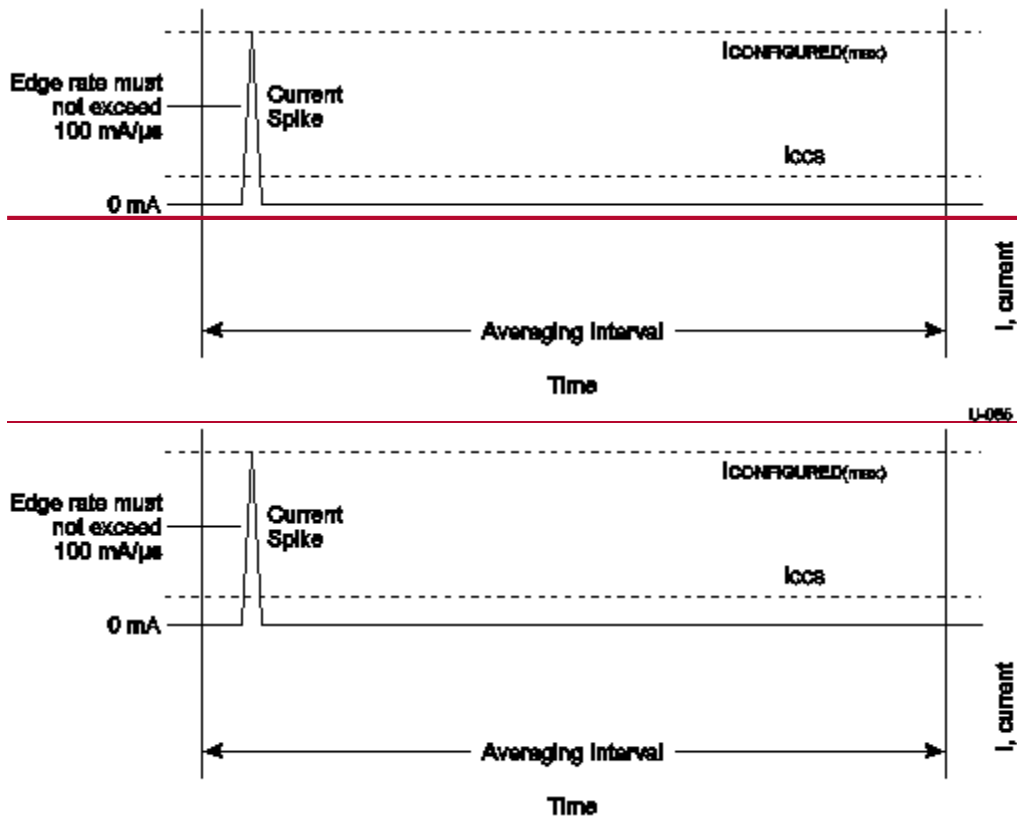 ICONFIGURED(max)
Edge rate must
not exceed
100 mA/µs
Current
Spike
ICCS
0 mA
I, current
Averaging Interval
Time
U-065
ICONFIGURED(max)
Edge rate must
not exceed
100 mA/µs
Current
Spike
ICCS
0 mA
I, current
Averaging Interval
Time